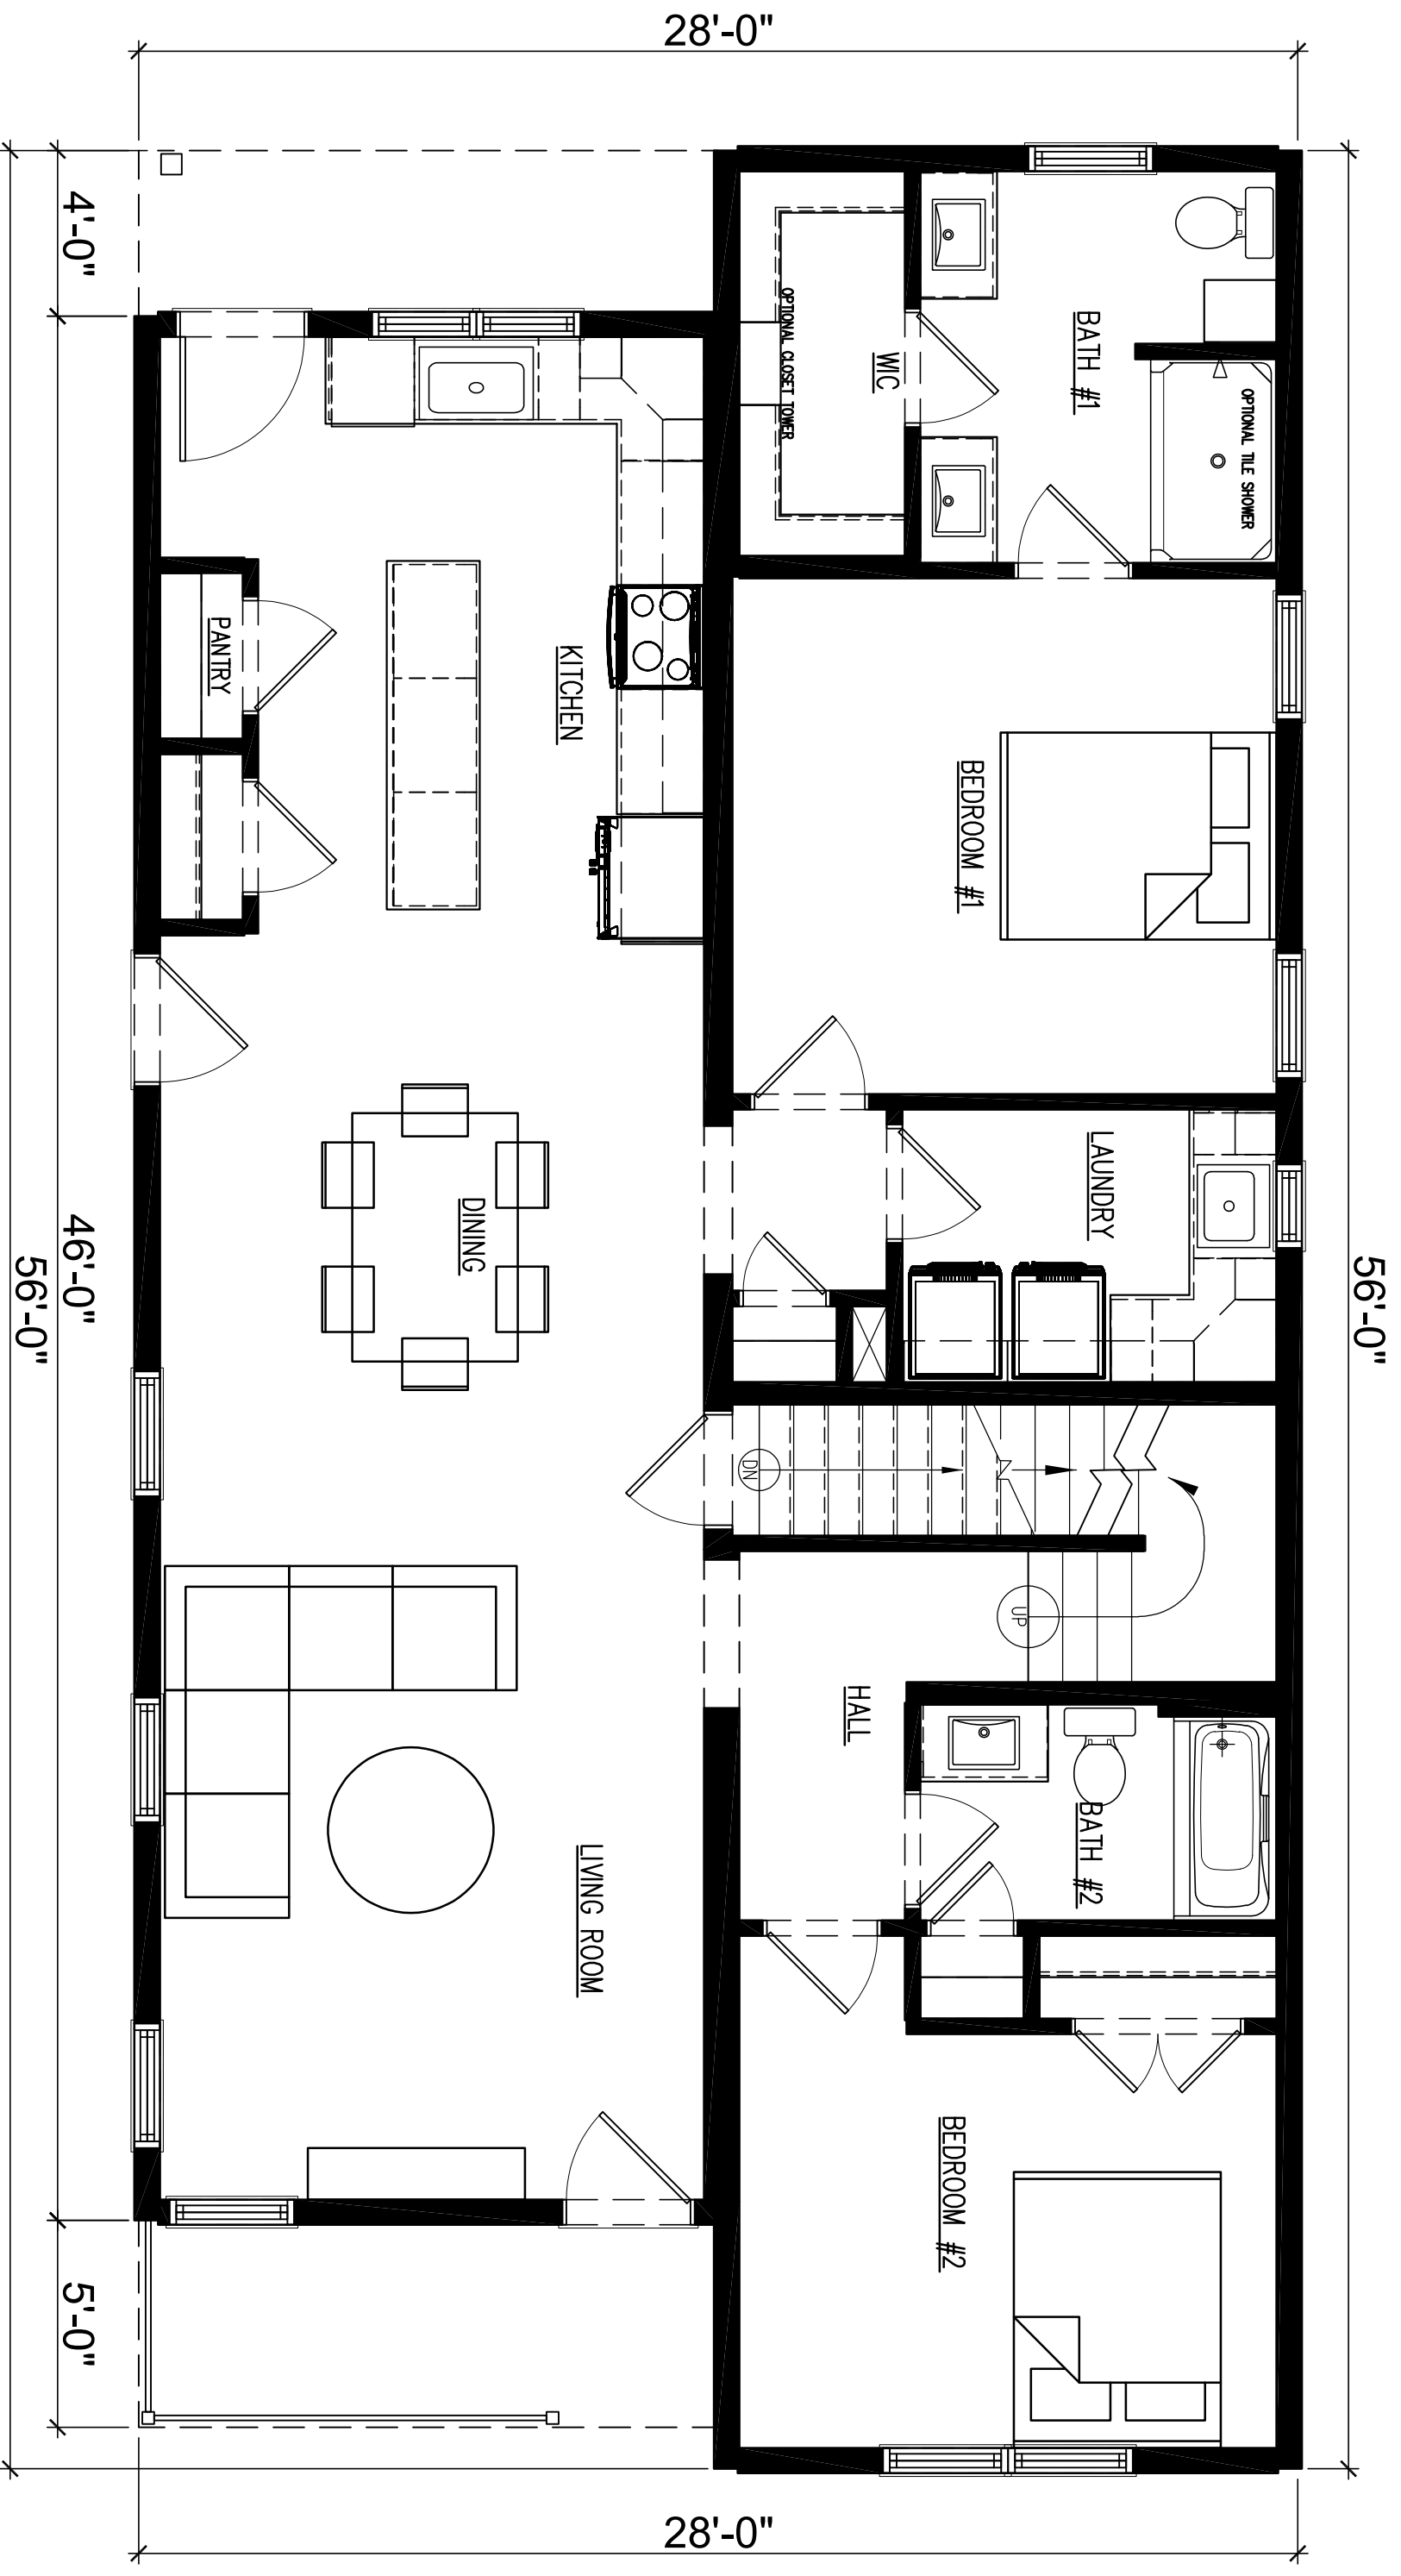 28'-0"
4'-0"
46'-0"
56'-0"
5'-0"
56'-0"
28'-0"
BATH #1
OPTIONAL TILE SHOWER
WIC
OPTIONAL CLOSET TOWER
KITCHEN
PANTRY
BEDROOM #1
LAUNDRY
DINING
DN
UP
HALL
BATH #2
LIVING ROOM
BEDROOM #2